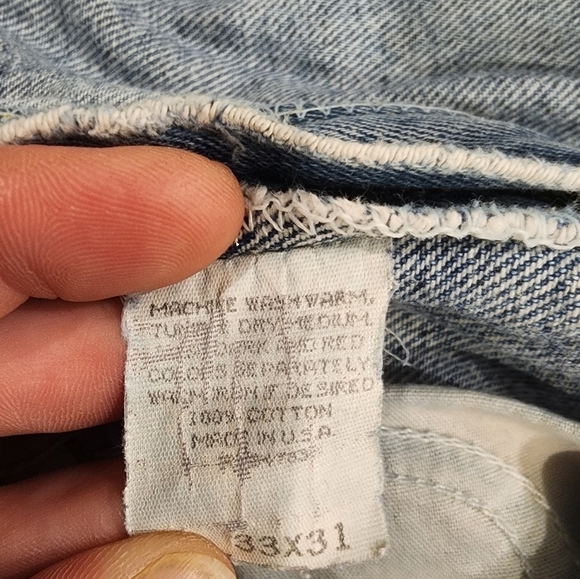 MACHINE WASH WARM,
TUMBLE DRY MEDIUM.
DRY AND RED
COLORS SEPARATELY
WARM IRON IF DESIRED
100% COTTON
MADE IN U.S.A.
33X31